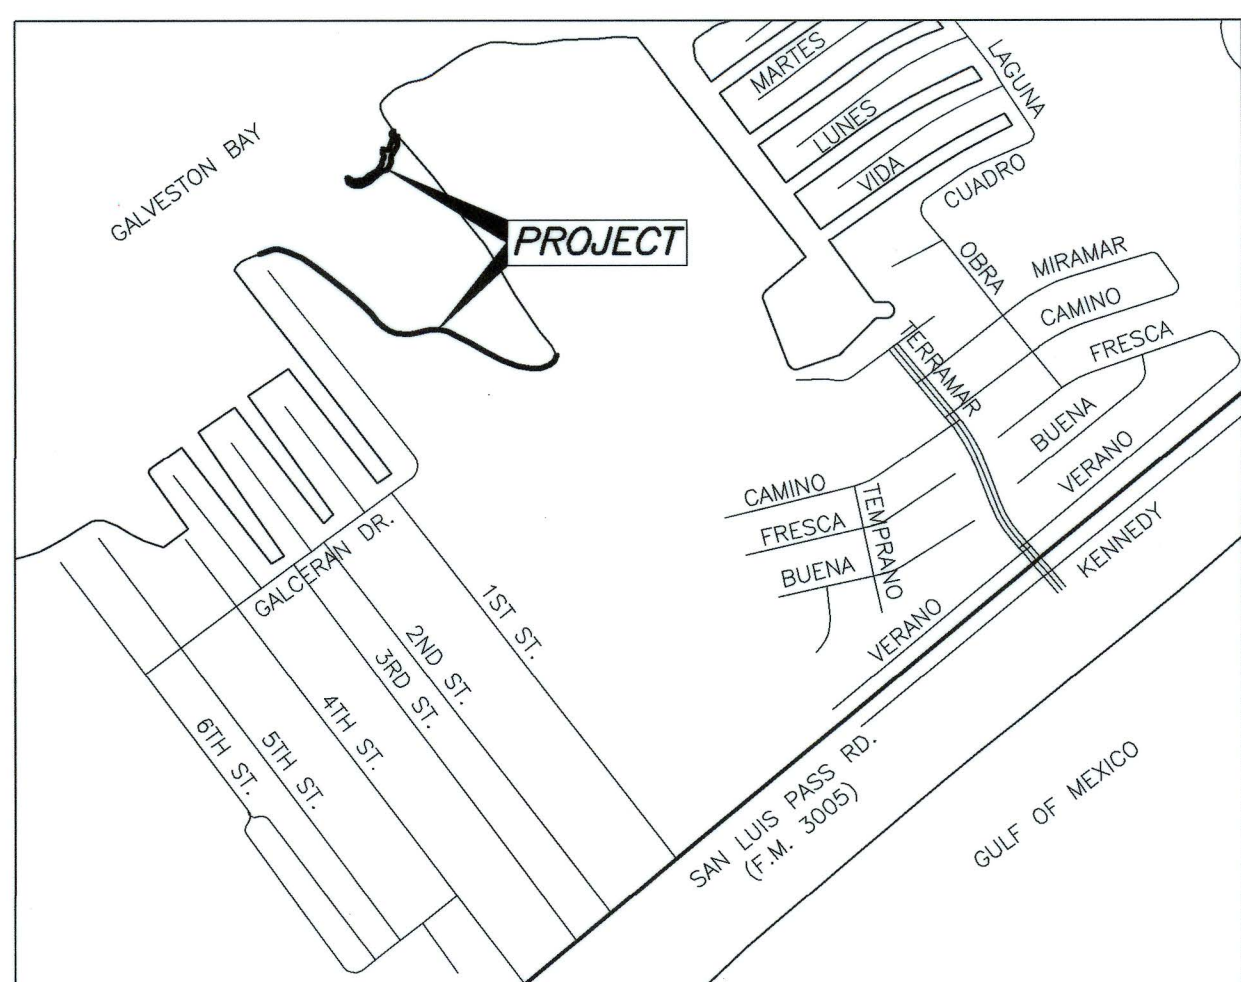 MARTES
LAGUNA
LUNES
GALVESTON BAY
VIDA
CUADRO
PROJECT
OBRA
MIRAMAR
CAMINO
TERRAMAR
FRESCA
BUENA
VERANO
CAMINO
FRESCA
TEMPRANO
BUENA
KENNEDY
GALCERAN DR.
1ST ST.
VERANO
2ND ST.
3RD ST.
4TH ST.
5TH ST.
6TH ST.
SAN LUIS PASS RD.
(F.M. 3005)
GULF OF MEXICO